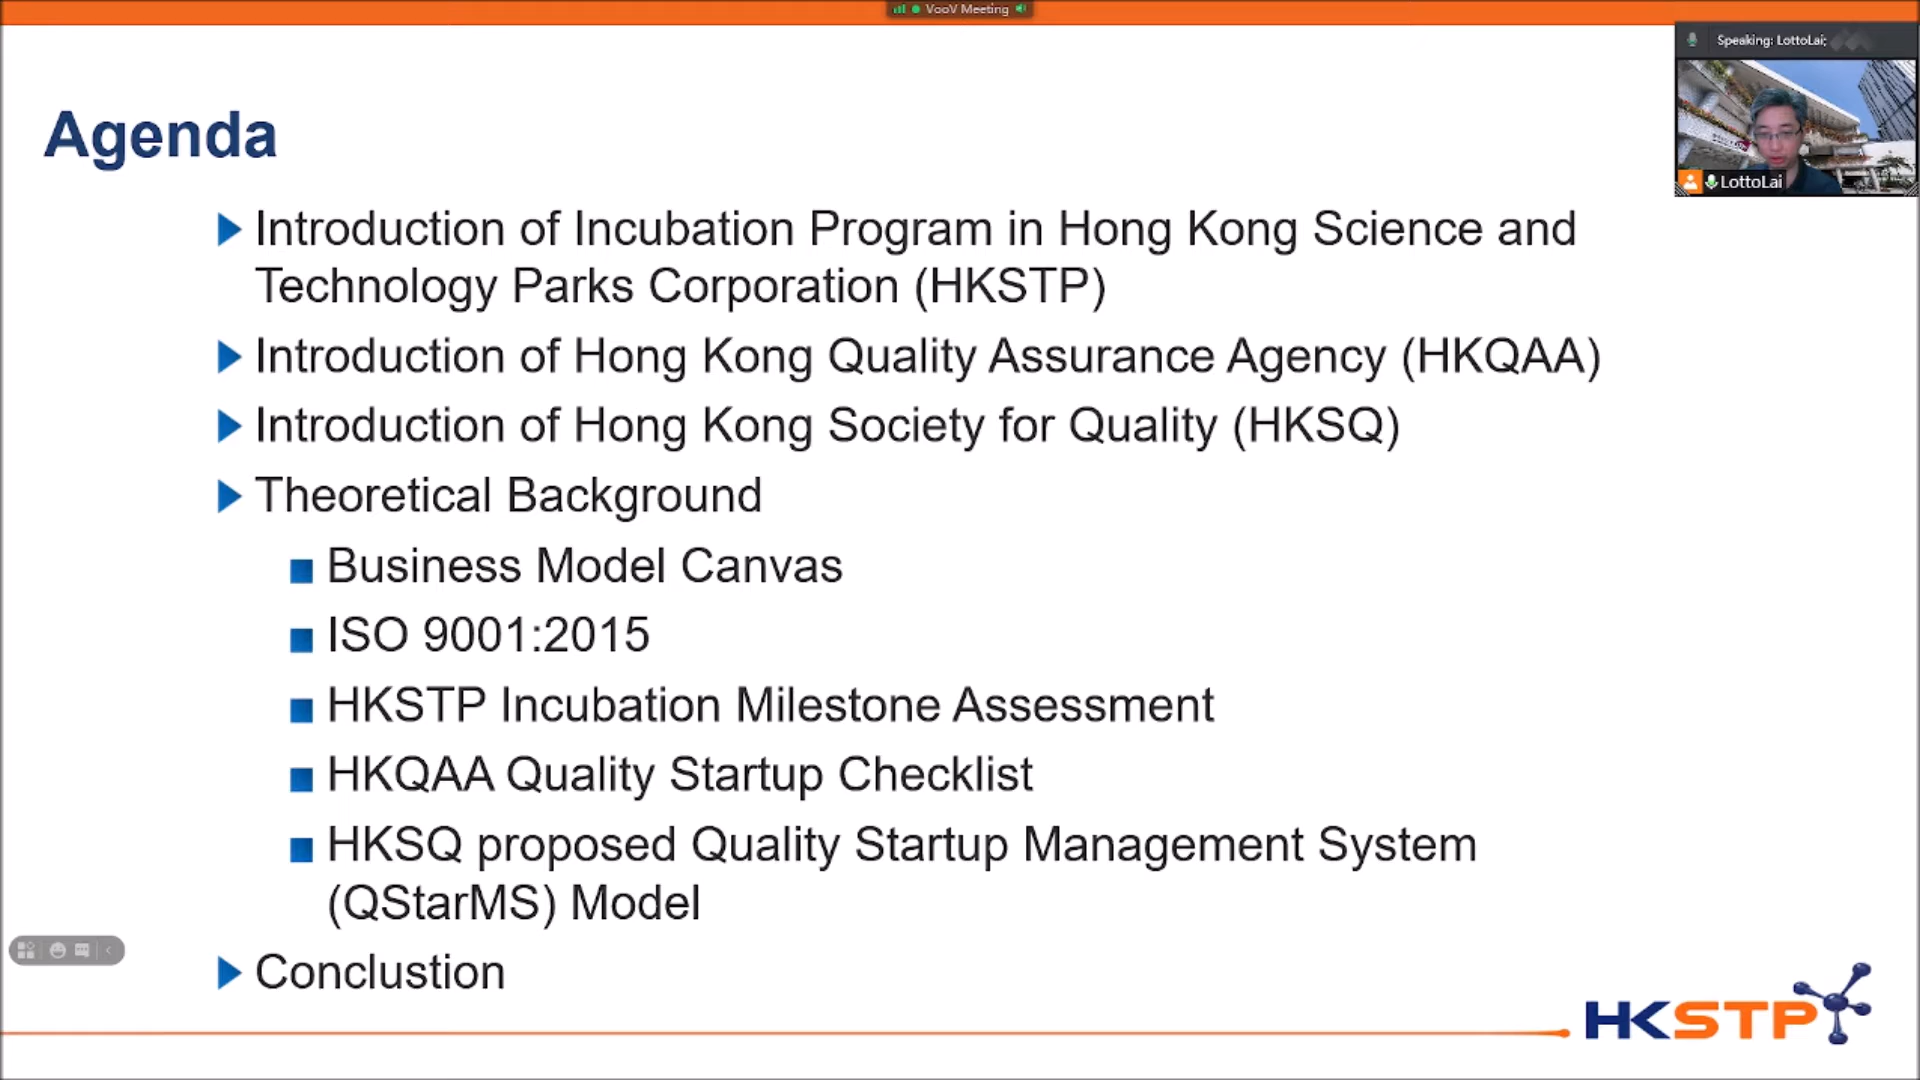 VooV Meeting
Speaking: LottoLai;
LottoLai
Agenda
Introduction of Incubation Program in Hong Kong Science and
Technology Parks Corporation (HKSTP)
Introduction of Hong Kong Quality Assurance Agency (HKQAA)
Introduction of Hong Kong Society for Quality (HKSQ)
Theoretical Background
Business Model Canvas
ISO 9001:2015
HKSTP Incubation Milestone Assessment
HKQAA Quality Startup Checklist
HKSQ proposed Quality Startup Management System
(QStarMS) Model
Conclustion
HKSTP